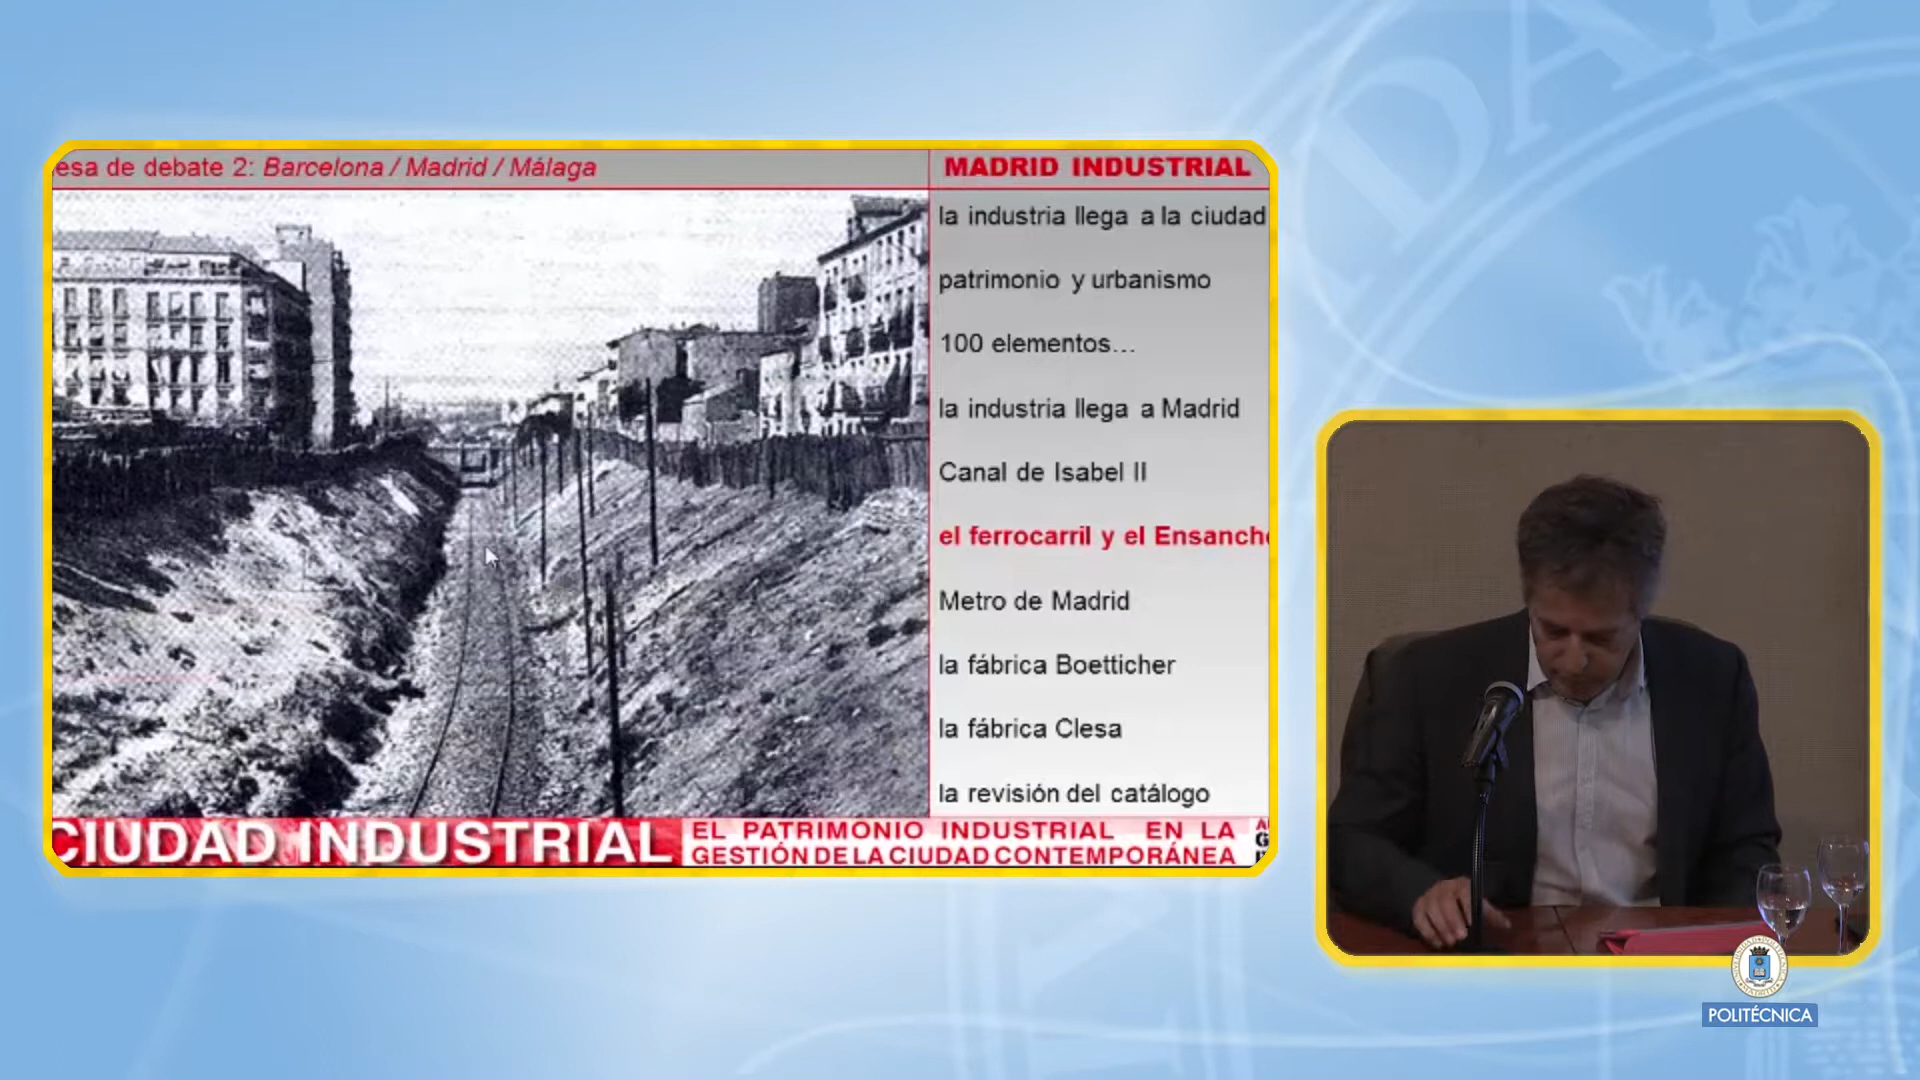 esa de debate 2: Barcelona / Madrid / Málaga
MADRID INDUSTRIAL
la industria llega a la ciudad
patrimonio y urbanismo
100 elementos...
la industria llega a Madrid
Canal de Isabel II
el ferrocarril y el Ensanche
Metro de Madrid
la fábrica Boetticher
la fábrica Clesa
la revisión del catálogo
CIUDAD INDUSTRIAL
EL PATRIMONIO INDUSTRIAL EN LA
GESTIÓN DE LA CIUDAD CONTEMPORÁNEA
POLITÉCNICA